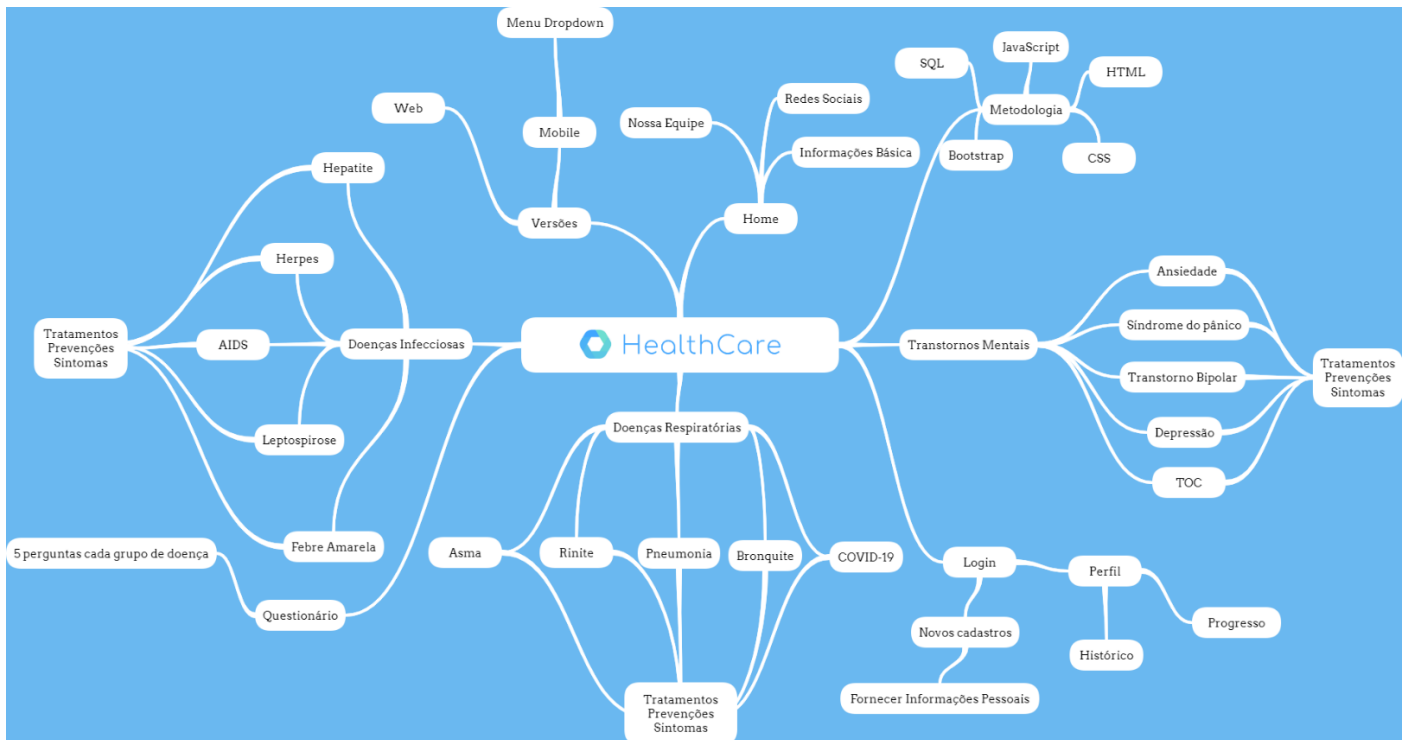 Menu Dropdown
Web
Mobile
Versões
Nossa Equipe
Redes Sociais
Informações Básica
Home
SQL
JavaScript
HTML
Metodologia
Bootstrap
CSS
Hepatite
Herpes
AIDS
Leptospirose
Febre Amarela
Tratamentos
Prevenções
Sintomas
Doenças Infecciosas
HealthCare
Transtornos Mentais
Ansiedade
Síndrome do pânico
Transtorno Bipolar
Depressão
TOC
Tratamentos
Prevenções
Sintomas
Doenças Respiratórias
Asma
Rinite
Pneumonia
Bronquite
COVID-19
Tratamentos
Prevenções
Sintomas
5 perguntas cada grupo de doença
Questionário
Login
Perfil
Progresso
Histórico
Novos cadastros
Fornecer Informações Pessoais